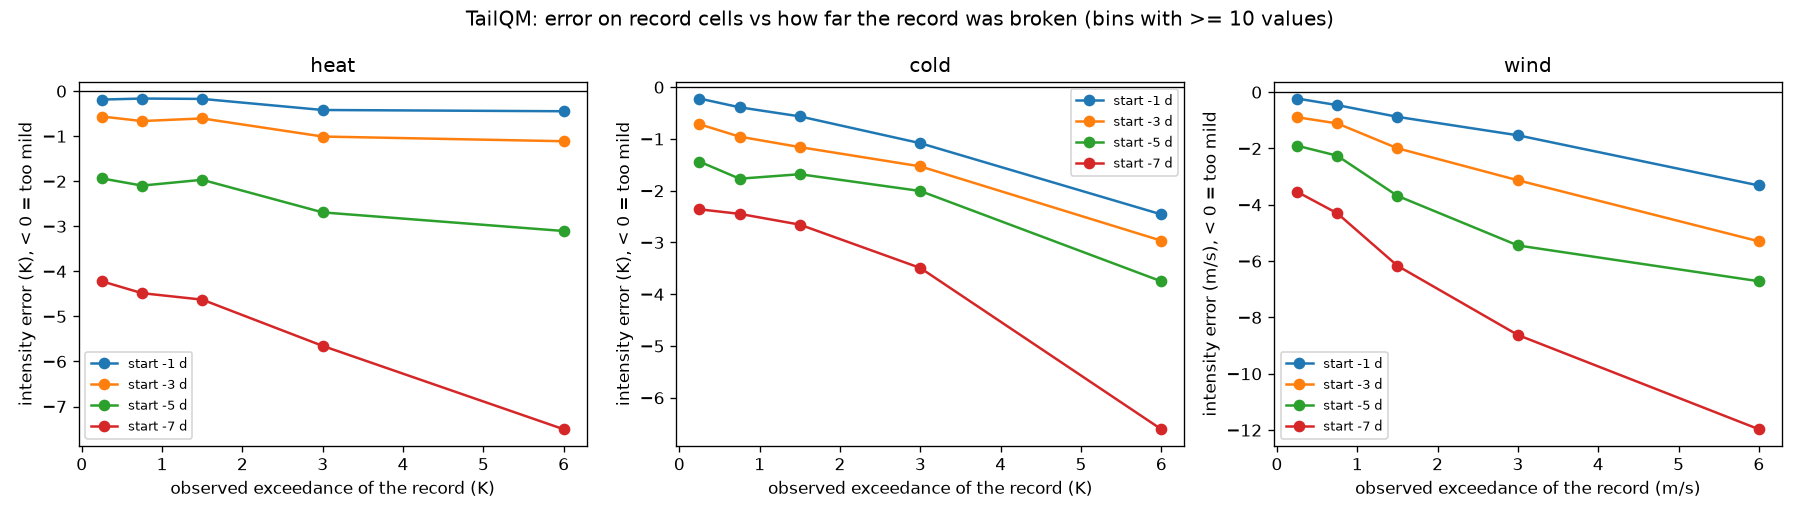 TailQM: error on record cells vs how far the record was broken (bins with >= 10 values)
heat
intensity error (K), < 0 = too mild
0
−1
−2
−3
−4
−5
−6
−7
start -1 d
start -3 d
start -5 d
start -7 d
0 1 2 3 4 5 6
observed exceedance of the record (K)
cold
intensity error (K), < 0 = too mild
0
−1
−2
−3
−4
−5
−6
start -1 d
start -3 d
start -5 d
start -7 d
0 1 2 3 4 5 6
observed exceedance of the record (K)
wind
intensity error (m/s), < 0 = too mild
0
−2
−4
−6
−8
−10
−12
start -1 d
start -3 d
start -5 d
start -7 d
0 1 2 3 4 5 6
observed exceedance of the record (m/s)